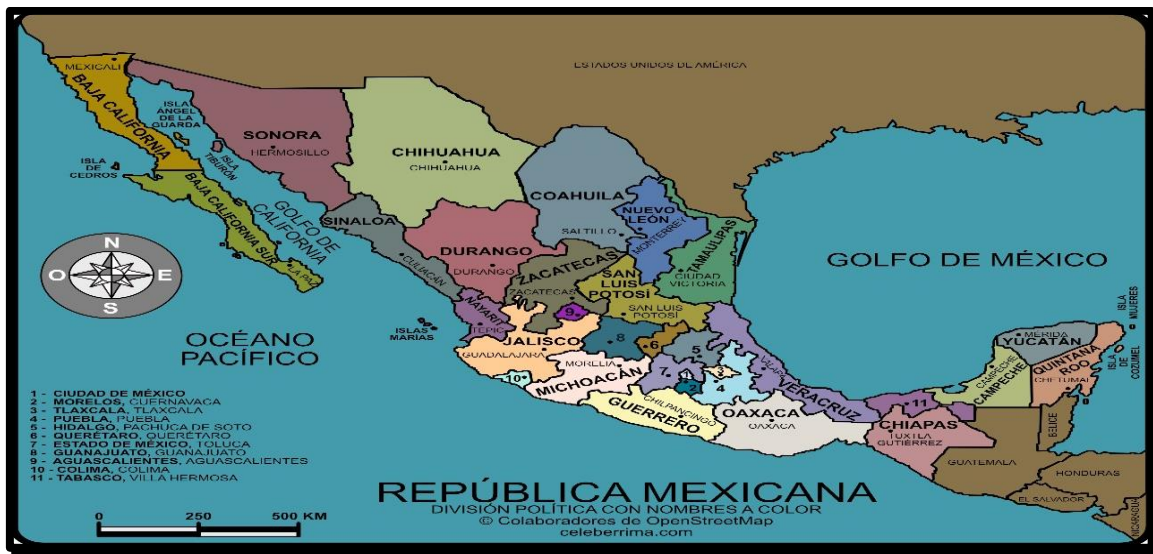 ESTADOS UNIDOS DE AMÉRICA
MEXICALI
BAJA CALIFORNIA
ISLA
ÁNGEL
DE LA
GUARDA
ISLA
TIBURÓN
ISLA
DE
CEDROS
SONORA
HERMOSILLO
CHIHUAHUA
CHIHUAHUA
COAHUILA
SALTILLO
NUEVO
LEÓN
MONTERREY
TAMAULIPAS
CIUDAD
VICTORIA
BAJA CALIFORNIA SUR
LA PAZ
GOLFO DE
CALIFORNIA
SINALOA
CULIACÁN
DURANGO
DURANGO
ZACATECAS
ZACATECAS
SAN
LUIS
POTOSÍ
SAN LUIS
POTOSÍ
GOLFO DE MÉXICO
N
O
E
S
NAYARIT
TEPIC
ISLAS
MARÍAS
OCÉANO
PACÍFICO
JALISCO
GUADALAJARA
9
8
6
5
10
MORELIA
MICHOACÁN
7
1
2
3
4
XALAPA
VERACRUZ
GUERRERO
CHILPANCINGO
OAXACA
OAXACA
11
CHIAPAS
TUXTLA
GUTIÉRREZ
CAMPECHE
CAMPECHE
MÉRIDA
YUCATÁN
QUINTANA
ROO
CHETUMAL
ISLA
MUJERES
ISLA
DE
COZUMEL
BELICE
GUATEMALA
HONDURAS
EL SALVADOR
NICARAGUA
1 - CIUDAD DE MÉXICO
2 - MORELOS, CUERNAVACA
3 - TLAXCALA, TLAXCALA
4 - PUEBLA, PUEBLA
5 - HIDALGO, PACHUCA DE SOTO
6 - QUERÉTARO, QUERÉTARO
7 - ESTADO DE MÉXICO, TOLUCA
8 - GUANAJUATO, GUANAJUATO
9 - AGUASCALIENTES, AGUASCALIENTES
10 - COLIMA, COLIMA
11 - TABASCO, VILLA HERMOSA
0 250 500 KM
REPÚBLICA MEXICANA
DIVISIÓN POLÍTICA CON NOMBRES A COLOR
© Colaboradores de OpenStreetMap
celeberrima.com